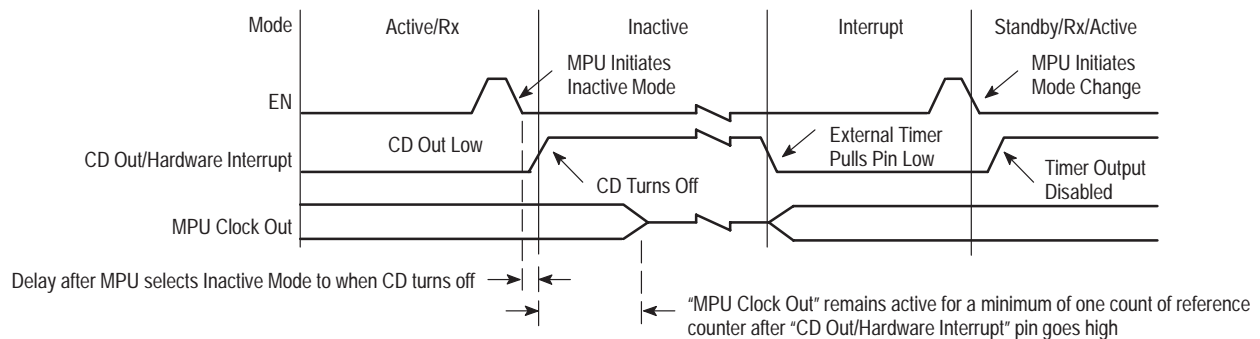 Mode Active/Rx Inactive Interrupt Standby/Rx/Active
MPU Initiates
Inactive Mode
MPU Initiates
Mode Change
EN
CD Out Low
External Timer
Pulls Pin Low
CD Out/Hardware Interrupt
CD Turns Off
Timer Output
Disabled
MPU Clock Out
Delay after MPU selects Inactive Mode to when CD turns off
“MPU Clock Out” remains active for a minimum of one count of reference
counter after “CD Out/Hardware Interrupt” pin goes high